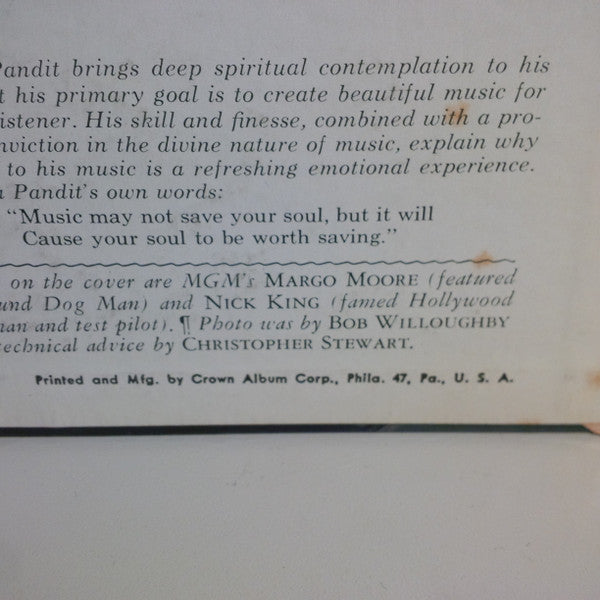 Pandit brings deep spiritual contemplation to his
t his primary goal is to create beautiful music for
istener. His skill and finesse, combined with a pro-
nviction in the divine nature of music, explain why
to his music is a refreshing emotional experience.
n Pandit's own words:
"Music may not save your soul, but it will
Cause your soul to be worth saving."
on the cover are MGM's MARGO MOORE (featured
und Dog Man) and NICK KING (famed Hollywood
man and test pilot). ¶ Photo was by BOB WILLOUGHBY
technical advice by CHRISTOPHER STEWART.
Printed and Mfg. by Crown Album Corp., Phila. 47, Pa., U. S. A.